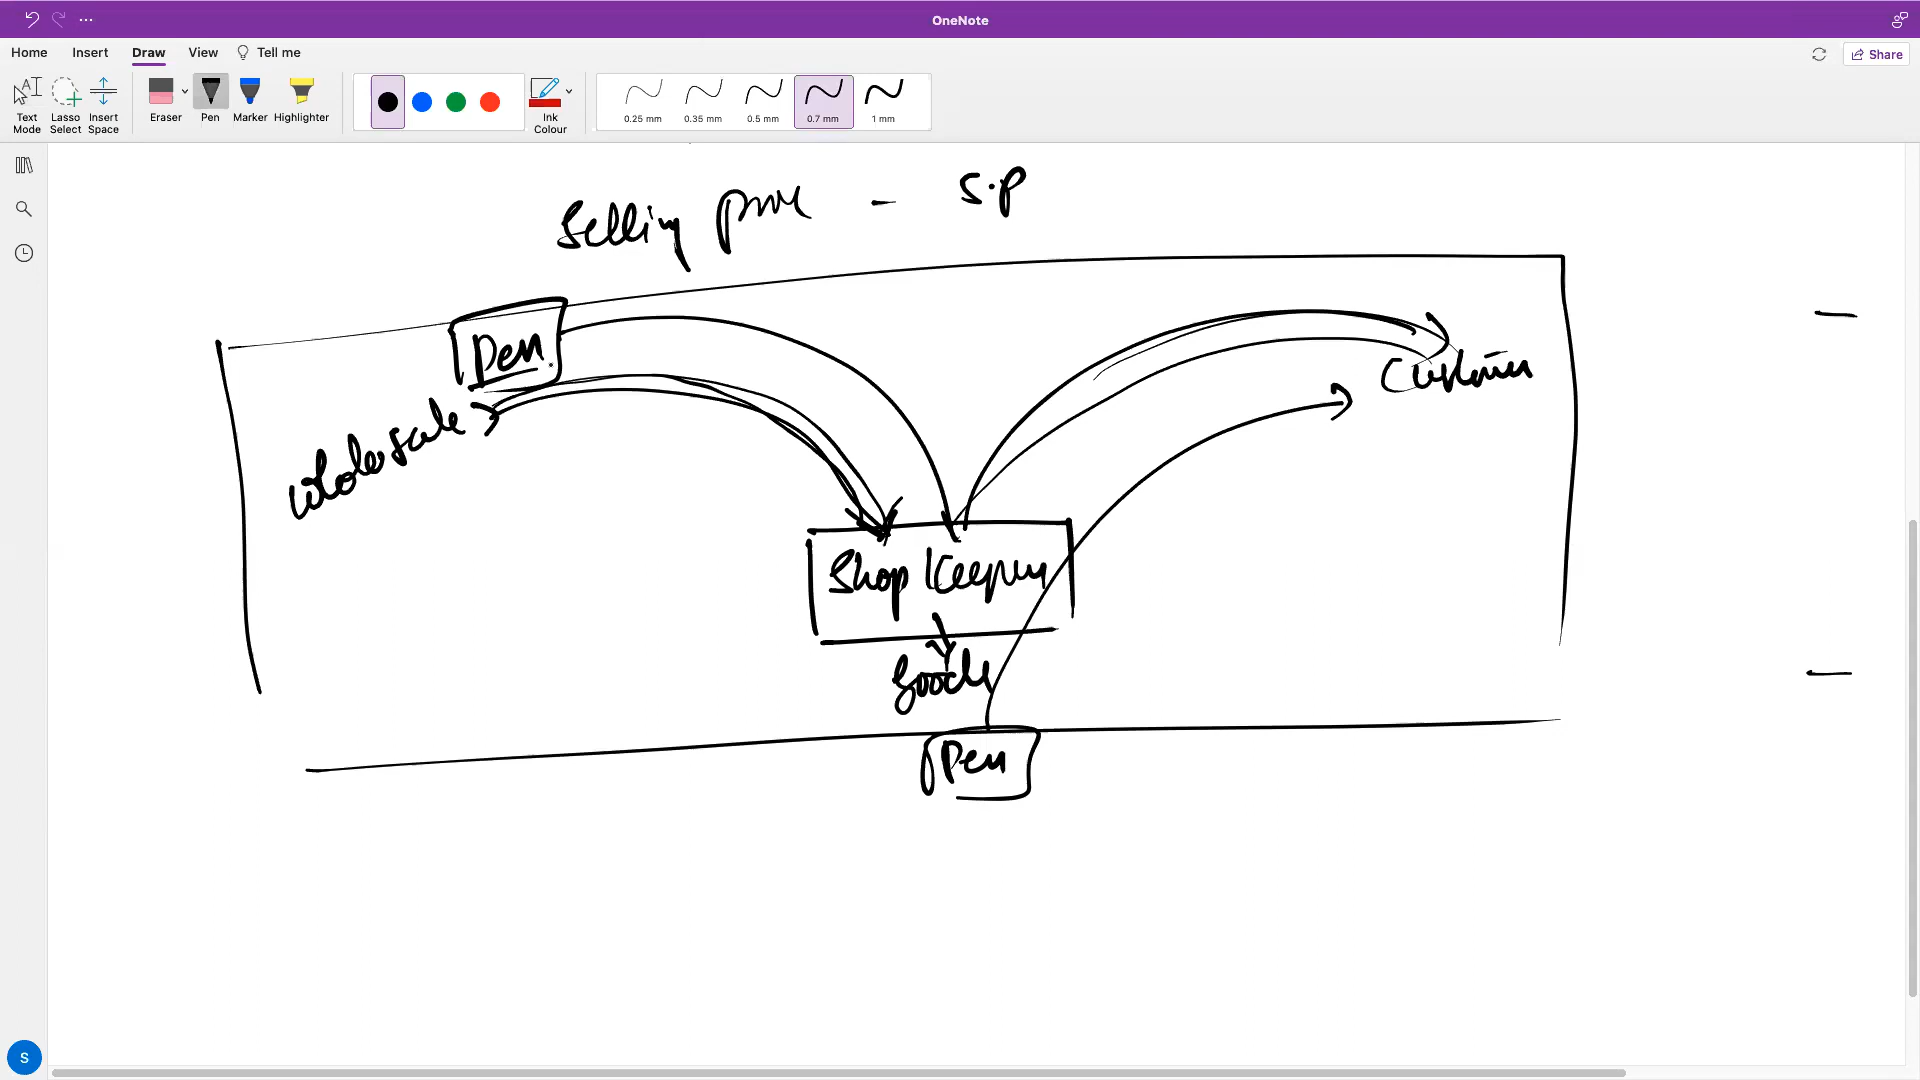 OneNote
Home Insert Draw View Tell me
Share
Text Mode
Lasso Select
Insert Space
Eraser
Pen
Marker
Highlighter
Ink Colour
0.25 mm
0.35 mm
0.5 mm
0.7 mm
1 mm
Selling price - S.P
Pen
Customer
wholesale
Shop Keeper
Goods
Pen
S